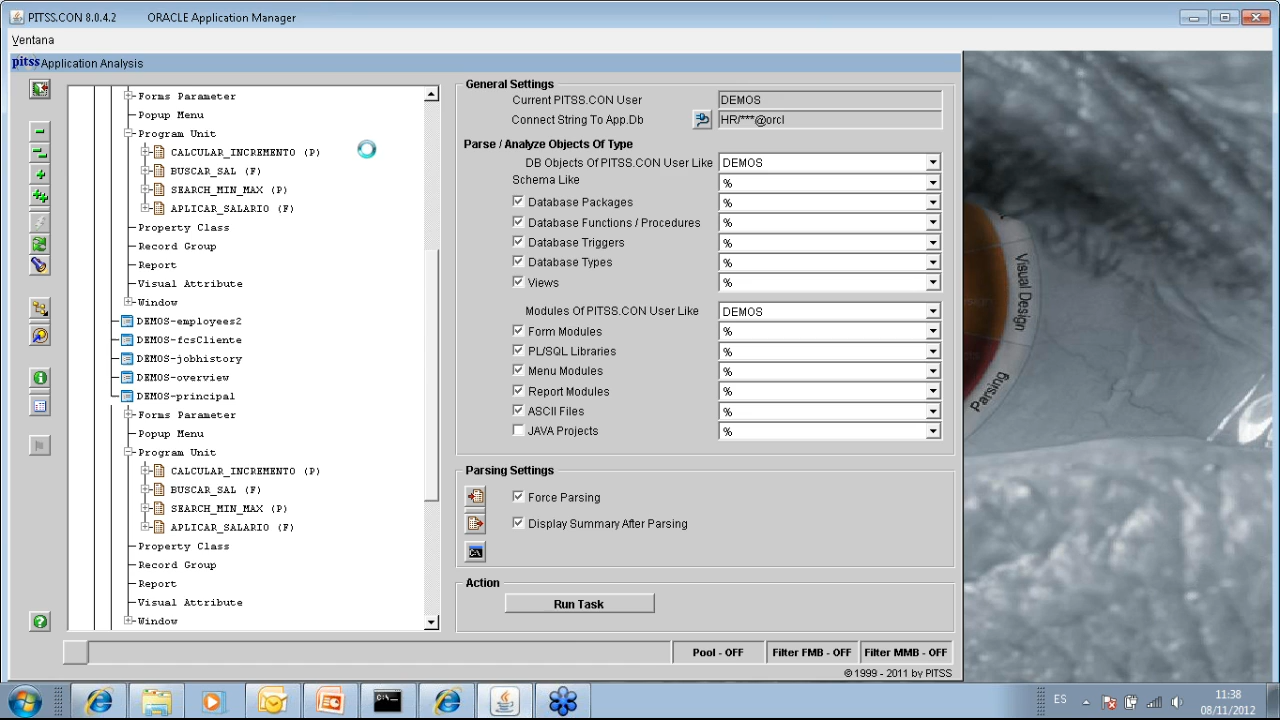 PITSS.CON 8.0.4.2 ORACLE Application Manager
Ventana
pitss Application Analysis
Forms Parameter
Popup Menu
Program Unit
CALCULAR_INCREMENTO (P)
BUSCAR_SAL (F)
SEARCH_MIN_MAX (P)
APLICAR_SALARIO (F)
Property Class
Record Group
Report
Visual Attribute
Window
DEMOS-employees2
DEMOS-fcsCliente
DEMOS-jobhistory
DEMOS-overview
DEMOS-principal
Forms Parameter
Popup Menu
Program Unit
CALCULAR_INCREMENTO (P)
BUSCAR_SAL (F)
SEARCH_MIN_MAX (P)
APLICAR_SALARIO (F)
Property Class
Record Group
Report
Visual Attribute
Window
General Settings
Current PITSS.CON User DEMOS
Connect String To App.Db HR/***@orcl
Parse / Analyze Objects Of Type
DB Objects Of PITSS.CON User Like DEMOS
Schema Like %
Database Packages %
Database Functions / Procedures %
Database Triggers %
Database Types %
Views %
Modules Of PITSS.CON User Like DEMOS
Form Modules %
PL/SQL Libraries %
Menu Modules %
Report Modules %
ASCII Files %
JAVA Projects %
Parsing Settings
Force Parsing
Display Summary After Parsing
Action
Run Task
Pool - OFF Filter FMB - OFF Filter MMB - OFF
© 1999 - 2011 by PITSS
Visual Design
Parsing
ES
11:38
08/11/2012